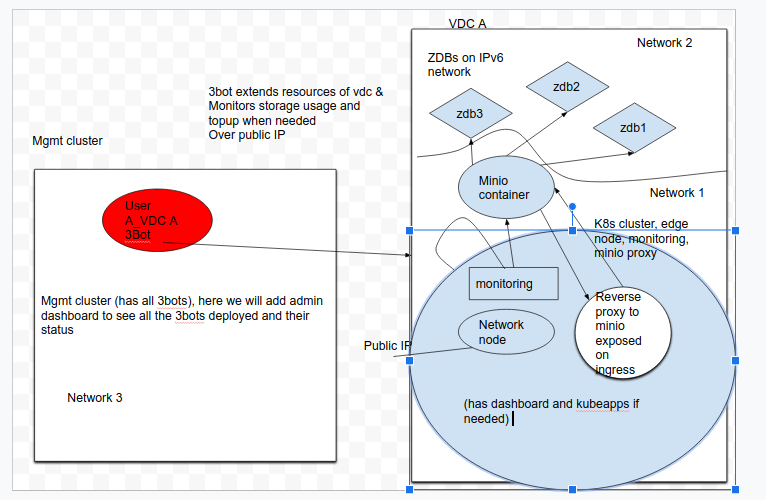 VDC A
Network 2
ZDBs on IPv6
network
zdb2
zdb3
zdb1
3bot extends resources of vdc &
Monitors storage usage and
topup when needed
Over public IP
Mgmt cluster
Minio
container
Network 1
User
A_VDC A
3Bot
K8s cluster, edge
node, monitoring,
minio proxy
monitoring
Mgmt cluster (has all 3bots), here we will add admin
dashboard to see all the 3bots deployed and their
status
Reverse
proxy to
minio
exposed
on
ingress
Network
node
Public IP
Network 3
(has dashboard and kubeapps if
needed)